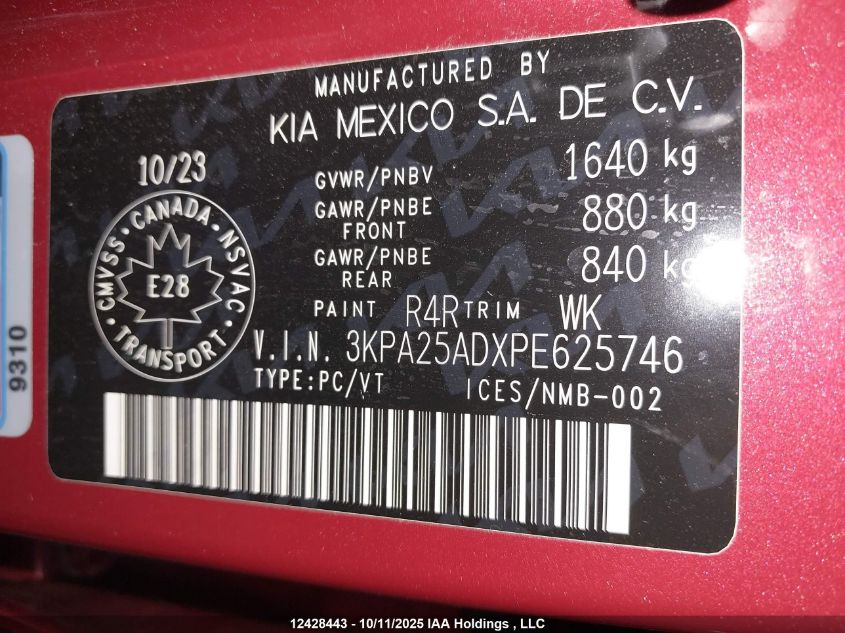 MANUFACTURED BY
KIA MEXICO S.A. DE C.V.
10/23
GVWR/PNBV 1640 kg
GAWR/PNBE FRONT 880 kg
GAWR/PNBE REAR 840 kg
CMVSS • CANADA • NSVAC • TRANSPORT •
E28
PAINT R4R TRIM WK
V.I.N. 3KPA25ADXPE625746
TYPE:PC/VT ICES/NMB-002
9310
12428443 - 10/11/2025 IAA Holdings , LLC